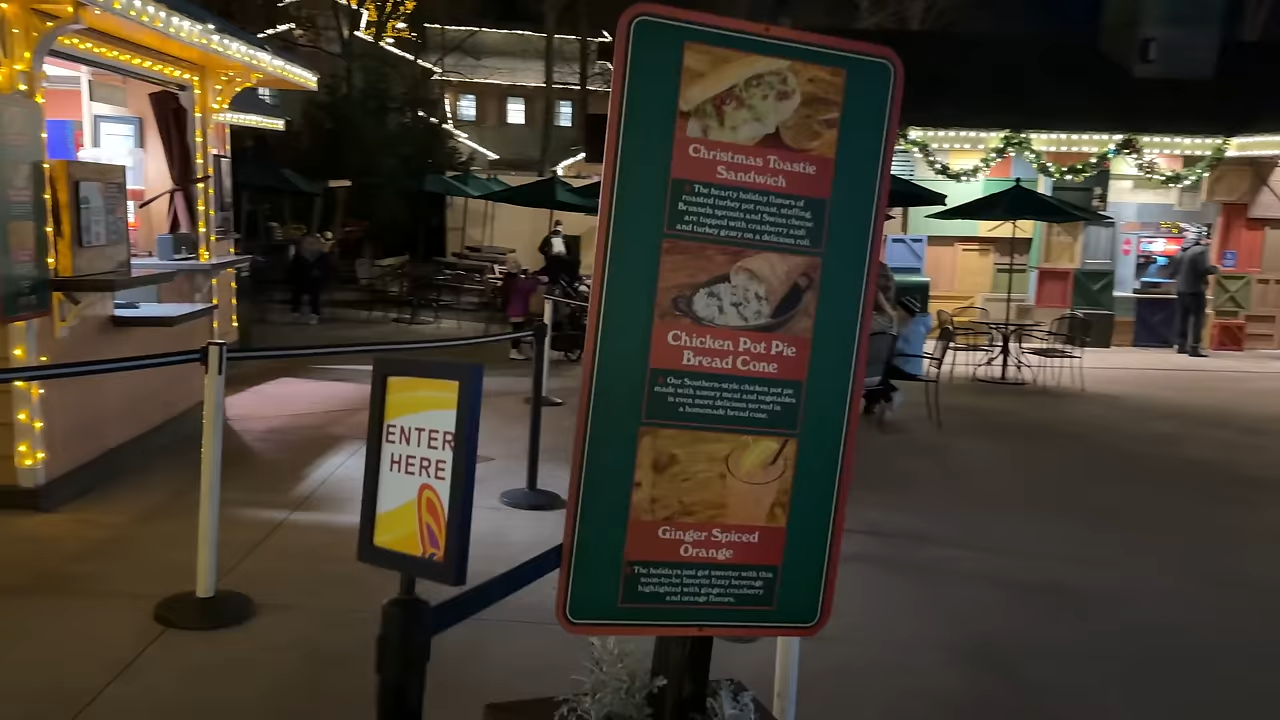 Christmas Toastie
Sandwich
The hearty holiday flavors of
roasted turkey pot roast, stuffing,
Brussels sprouts and Swiss cheese
are topped with cranberry aioli
and turkey gravy on a delicious roll.
Chicken Pot Pie
Bread Cone
Our Southern-style chicken pot pie
made with savory meat and vegetables
is even more delicious served in
a homemade bread cone.
Ginger Spiced
Orange
The holidays just got sweeter with this
soon-to-be favorite fizzy beverage
highlighted with ginger, cranberry
and orange flavors.
ENTER
HERE